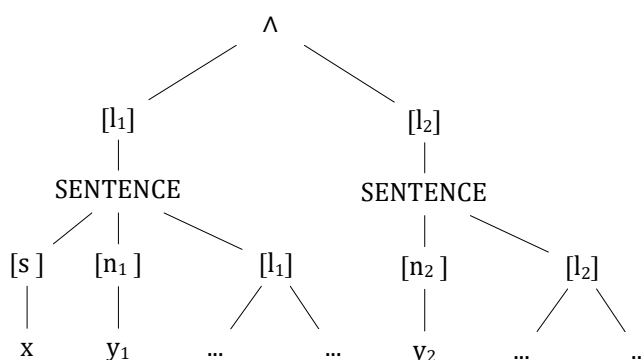 ∧
[l₁] [l₂]
SENTENCE SENTENCE
[s ] [n₁ ] [l₁] [n₂ ] [l₂]
x y₁ ... ... y₂ ... ...